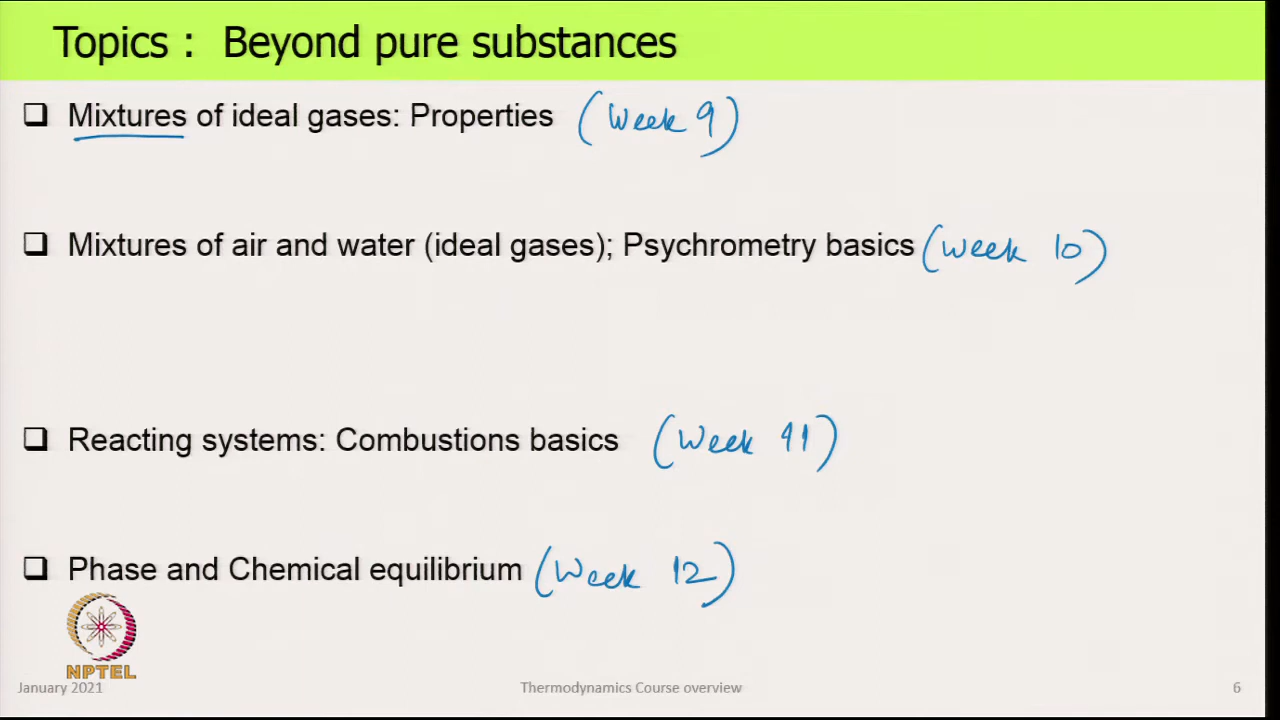 Topics : Beyond pure substances
Mixtures of ideal gases: Properties (Week 9)
Mixtures of air and water (ideal gases); Psychrometry basics (Week 10)
Reacting systems: Combustions basics (Week 11)
Phase and Chemical equilibrium (Week 12)
NPTEL
January 2021 Thermodynamics Course overview 6